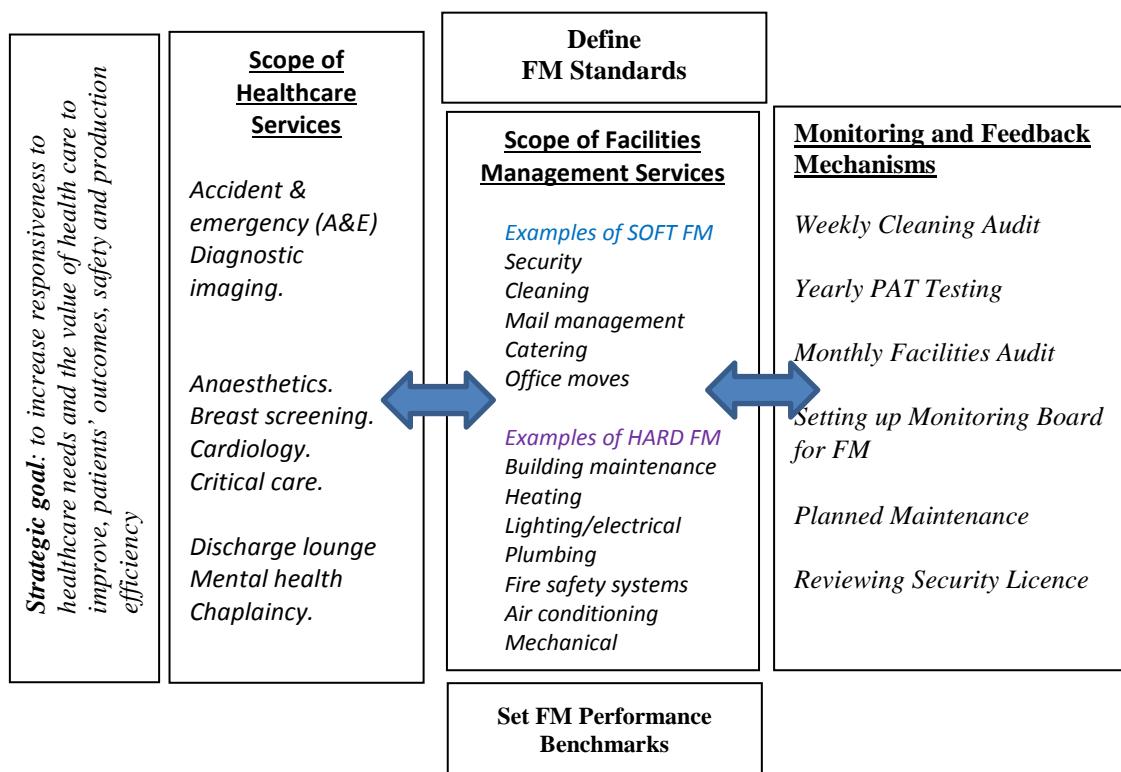 Strategic goal: to increase responsiveness to
healthcare needs and the value of health care to
improve, patients’ outcomes, safety and production
efficiency
Scope of
Healthcare
Services
Accident &
emergency (A&E)
Diagnostic
imaging.
Anaesthetics.
Breast screening.
Cardiology.
Critical care.
Discharge lounge
Mental health
Chaplaincy.
Define
FM Standards
Scope of Facilities
Management Services
Examples of SOFT FM
Security
Cleaning
Mail management
Catering
Office moves
Examples of HARD FM
Building maintenance
Heating
Lighting/electrical
Plumbing
Fire safety systems
Air conditioning
Mechanical
Set FM Performance
Benchmarks
Monitoring and Feedback
Mechanisms
Weekly Cleaning Audit
Yearly PAT Testing
Monthly Facilities Audit
Setting up Monitoring Board
for FM
Planned Maintenance
Reviewing Security Licence